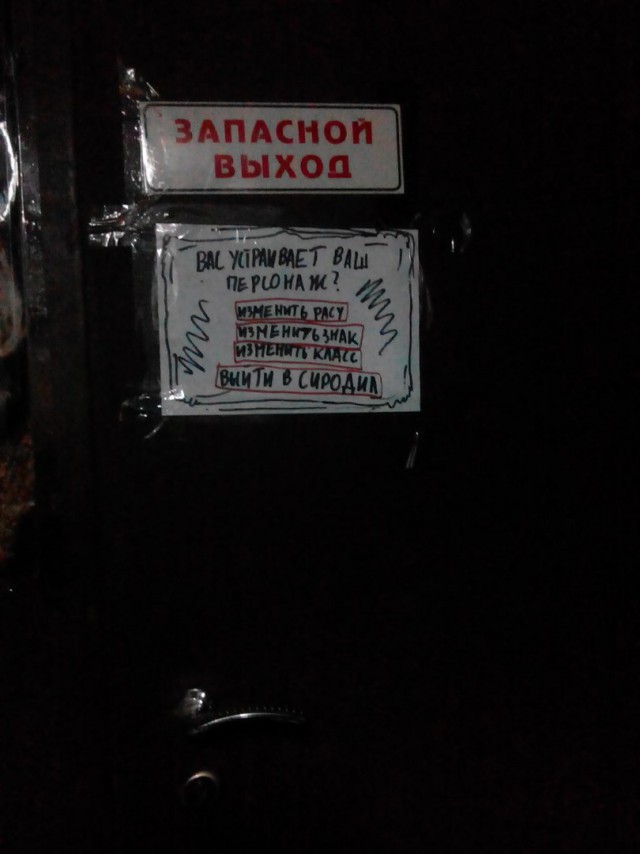 ЗАПАСНОЙ
ВЫХОД
ВАС УСТРАИВАЕТ ВАШ
ПЕРСОНАЖ?
ИЗМЕНИТЬ РАСУ
ИЗМЕНИТЬ ЗНАК
ИЗМЕНИТЬ КЛАСС
ВЫЙТИ В СИРОДИЛ